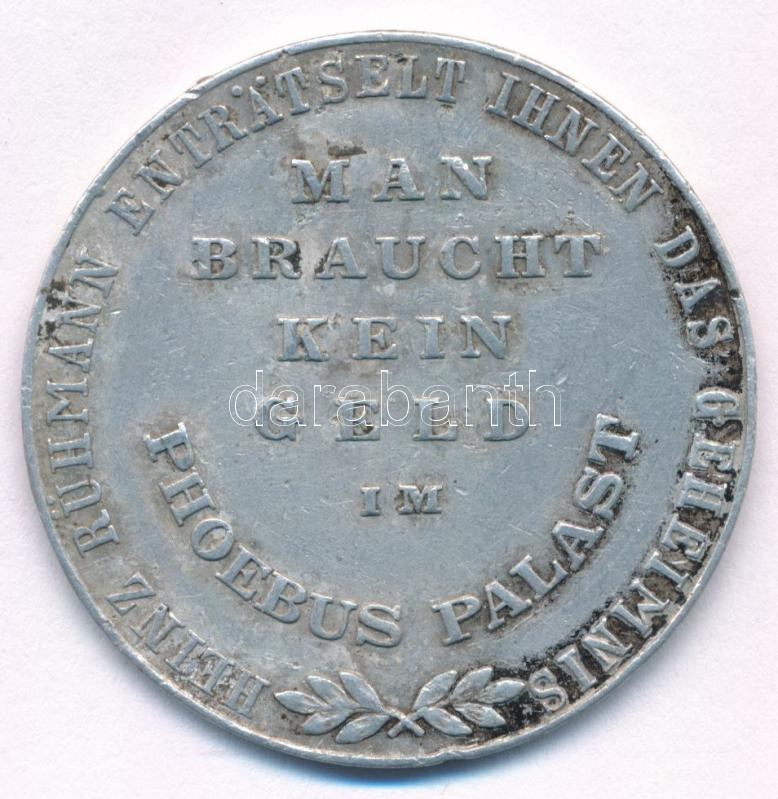 HEINZ RÜHMANN ENTRÄTSELT IHNEN DAS GEHEIMNIS
MAN
BRAUCHT
KEIN
GELD
IM
PHOEBUS PALAST
darabanth